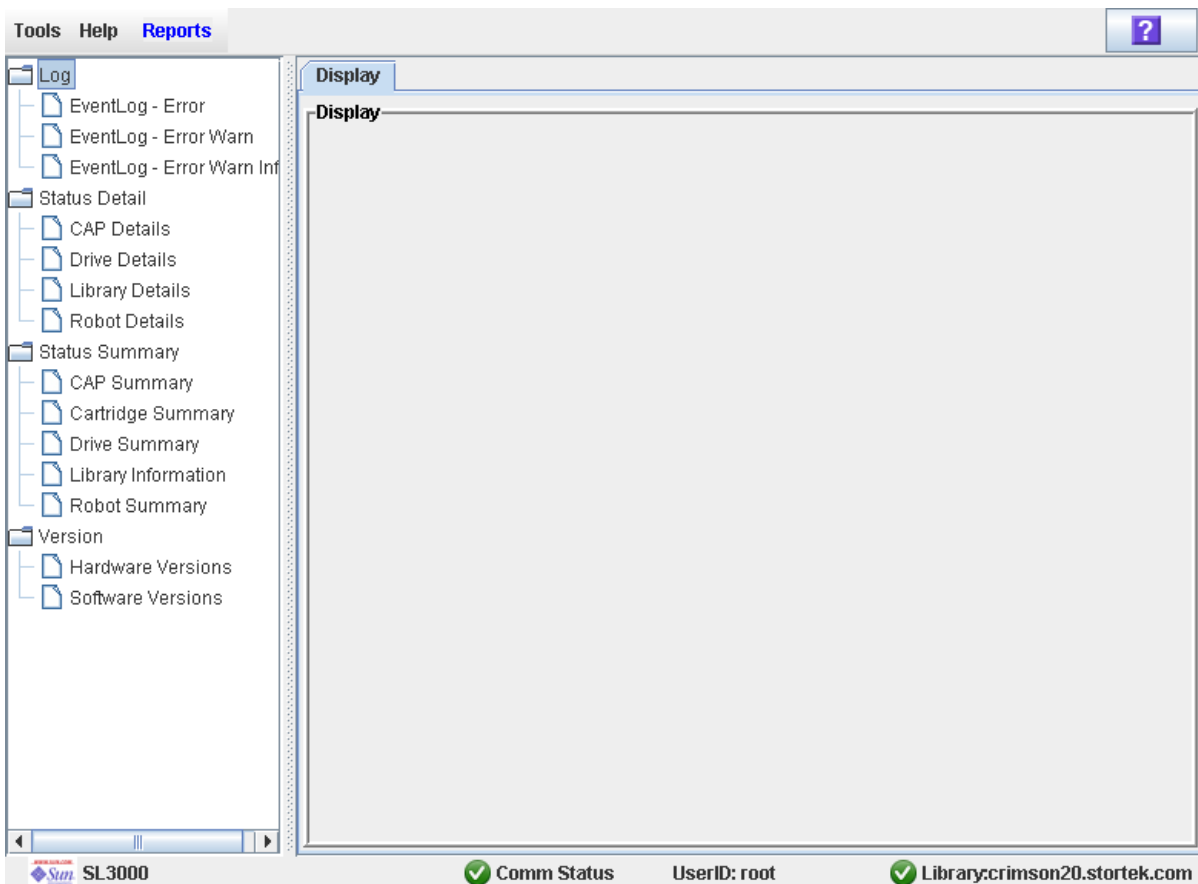 Tools Help Reports
?
Log
EventLog - Error
EventLog - Error Warn
EventLog - Error Warn Inf
Status Detail
CAP Details
Drive Details
Library Details
Robot Details
Status Summary
CAP Summary
Cartridge Summary
Drive Summary
Library Information
Robot Summary
Version
Hardware Versions
Software Versions
Display
Display
Sun SL3000 Comm Status UserID: root Library:crimson20.stortek.com